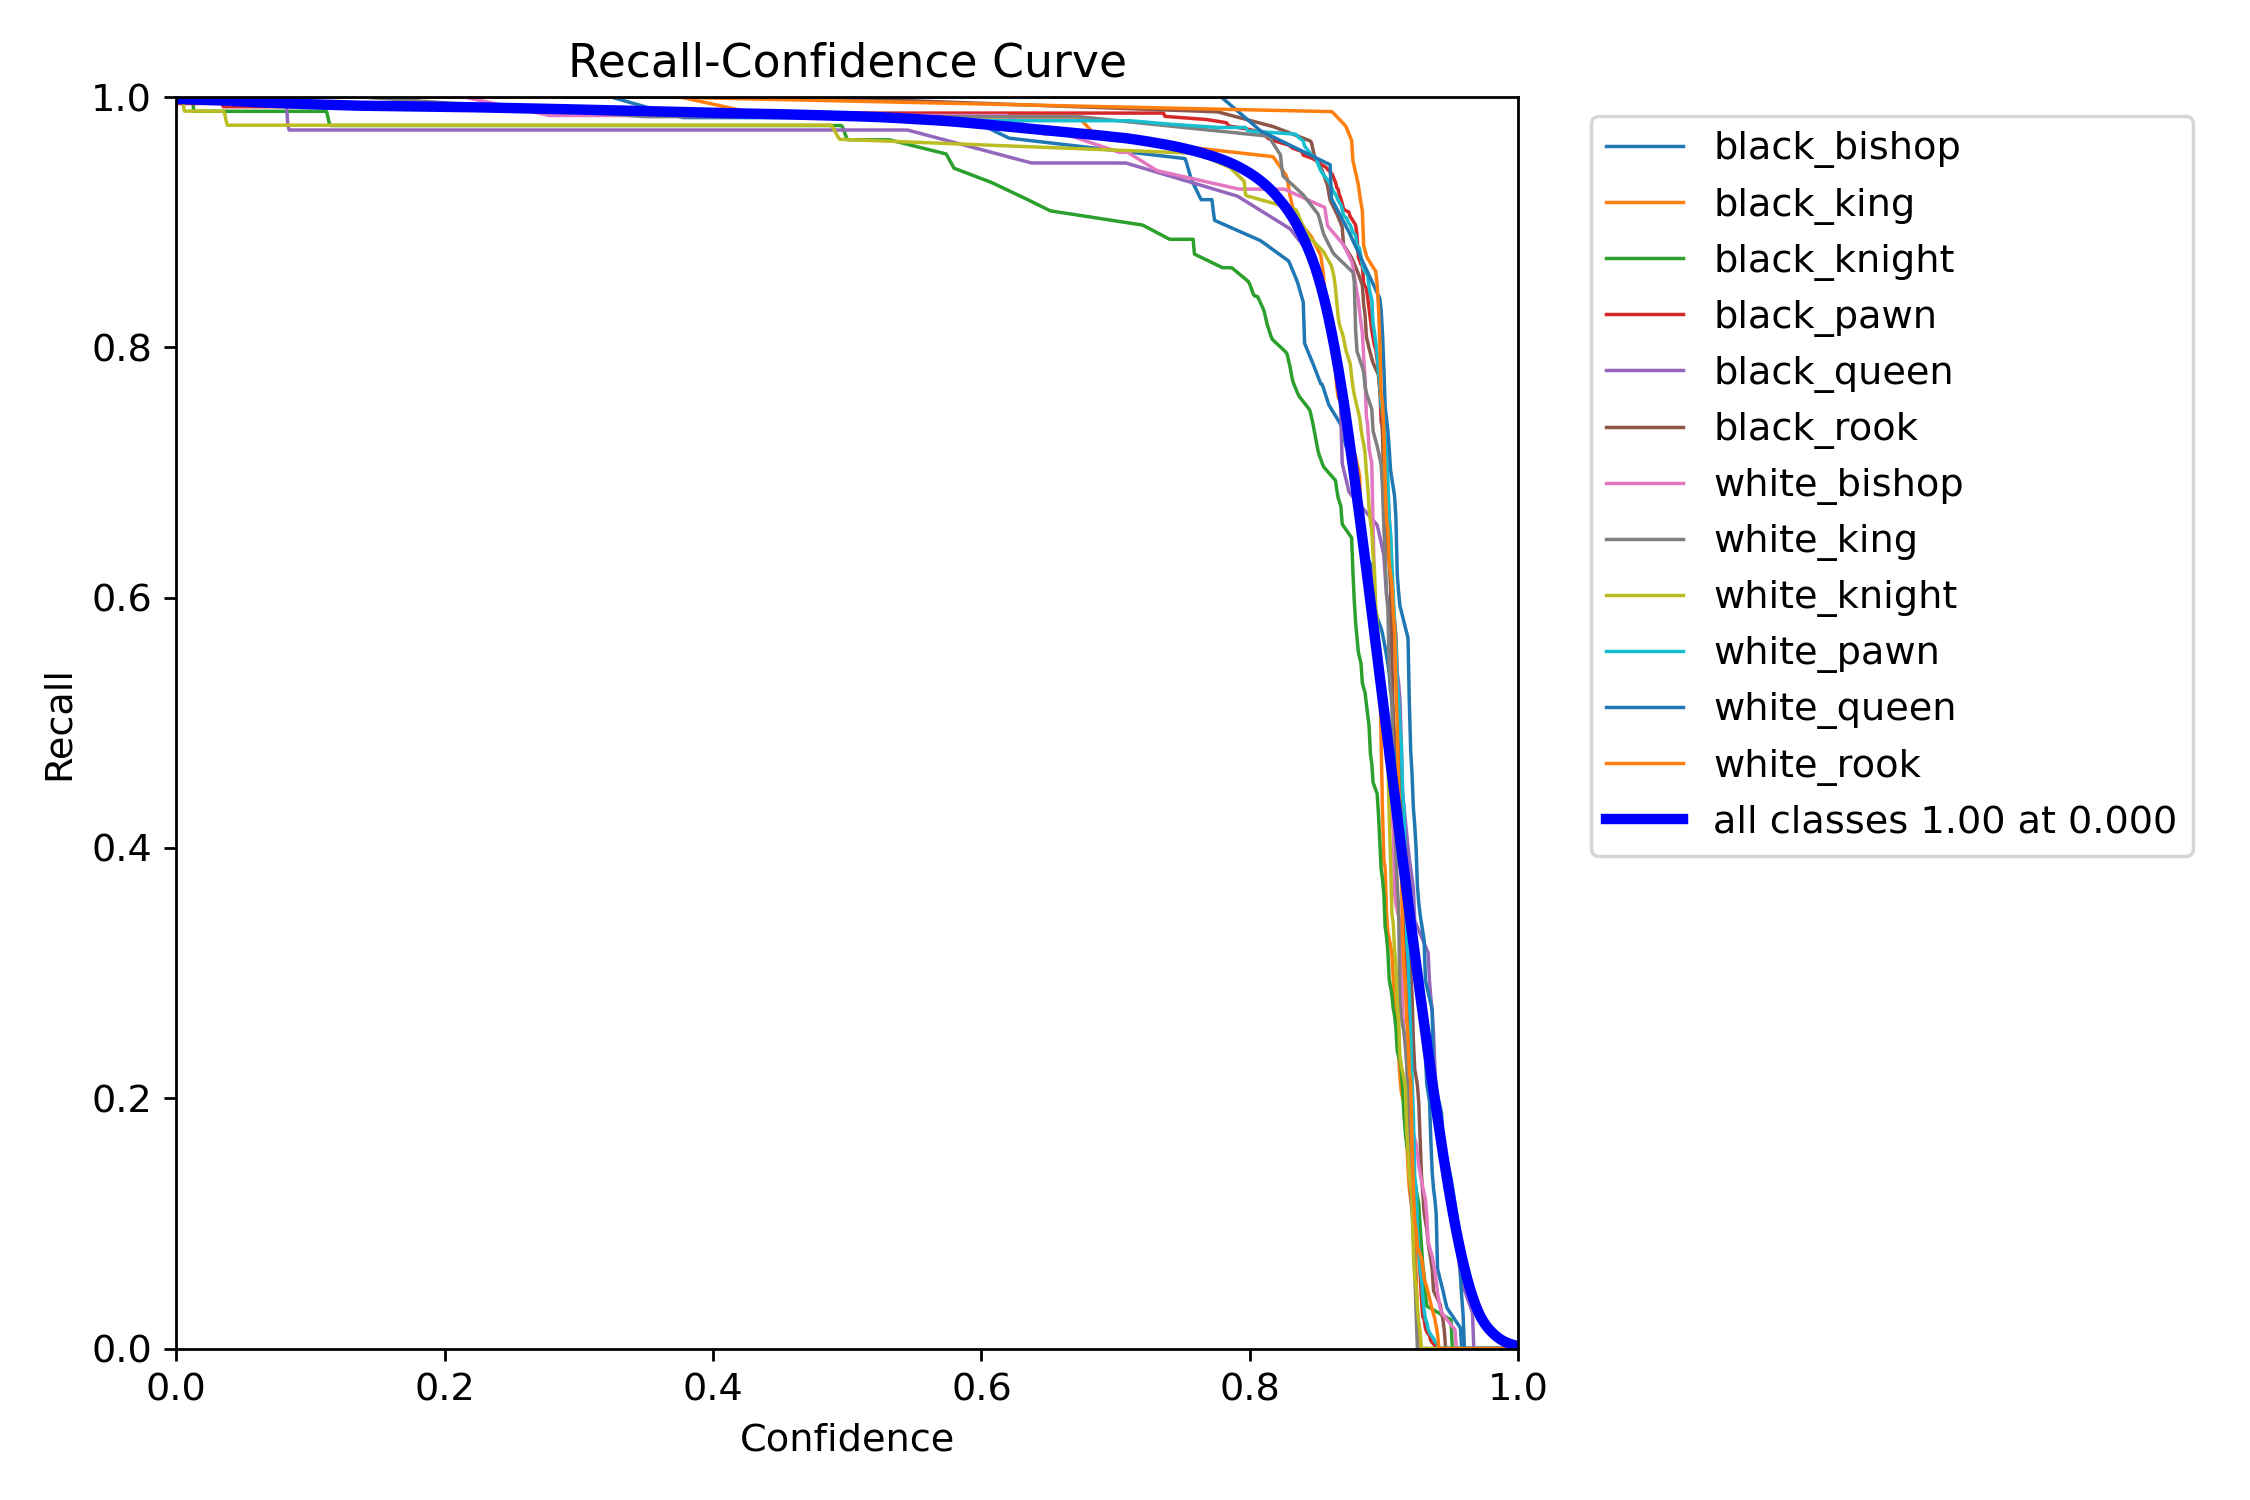 Recall-Confidence Curve
1.0
0.8
0.6
0.4
0.2
0.0
Recall
0.0 0.2 0.4 0.6 0.8 1.0
Confidence
black_bishop
black_king
black_knight
black_pawn
black_queen
black_rook
white_bishop
white_king
white_knight
white_pawn
white_queen
white_rook
all classes 1.00 at 0.000